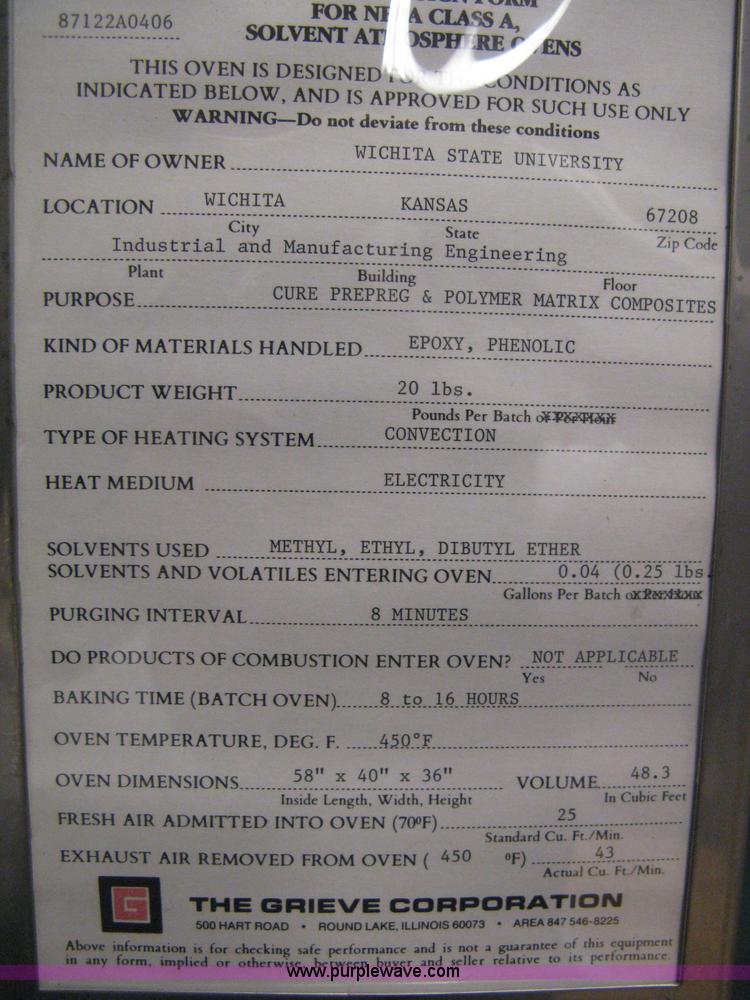 87122A0406
FORM
FOR A CLASS A,
SOLVENT ATMOSPHERE OVENS
THIS OVEN IS DESIGNED FOR THE CONDITIONS AS
INDICATED BELOW, AND IS APPROVED FOR SUCH USE ONLY
WARNING—Do not deviate from these conditions
NAME OF OWNER WICHITA STATE UNIVERSITY
LOCATION WICHITA KANSAS 67208
City State Zip Code
Industrial and Manufacturing Engineering
Plant Building Floor
PURPOSE CURE PREPREG & POLYMER MATRIX COMPOSITES
KIND OF MATERIALS HANDLED EPOXY, PHENOLIC
PRODUCT WEIGHT 20 lbs.
Pounds Per Batch or Per Hour
TYPE OF HEATING SYSTEM CONVECTION
HEAT MEDIUM ELECTRICITY
SOLVENTS USED METHYL, ETHYL, DIBUTYL ETHER
SOLVENTS AND VOLATILES ENTERING OVEN 0.04 (0.25 lbs.
Gallons Per Batch or
PURGING INTERVAL 8 MINUTES
DO PRODUCTS OF COMBUSTION ENTER OVEN? NOT APPLICABLE
Yes No
BAKING TIME (BATCH OVEN) 8 to 16 HOURS
OVEN TEMPERATURE, DEG. F. 450°F
OVEN DIMENSIONS 58" x 40" x 36" VOLUME 48.3
Inside Length, Width, Height In Cubic Feet
FRESH AIR ADMITTED INTO OVEN (70ºF) 25
Standard Cu. Ft./Min.
EXHAUST AIR REMOVED FROM OVEN ( 450 ºF) 43
Actual Cu. Ft./Min.
THE GRIEVE CORPORATION
500 HART ROAD • ROUND LAKE, ILLINOIS 60073 • AREA 847 546-8225
Above information is for checking safe performance and is not a guarantee of this equipment
in any form, implied or otherwise, between buyer and seller relative to its performance.
www.purplewave.com